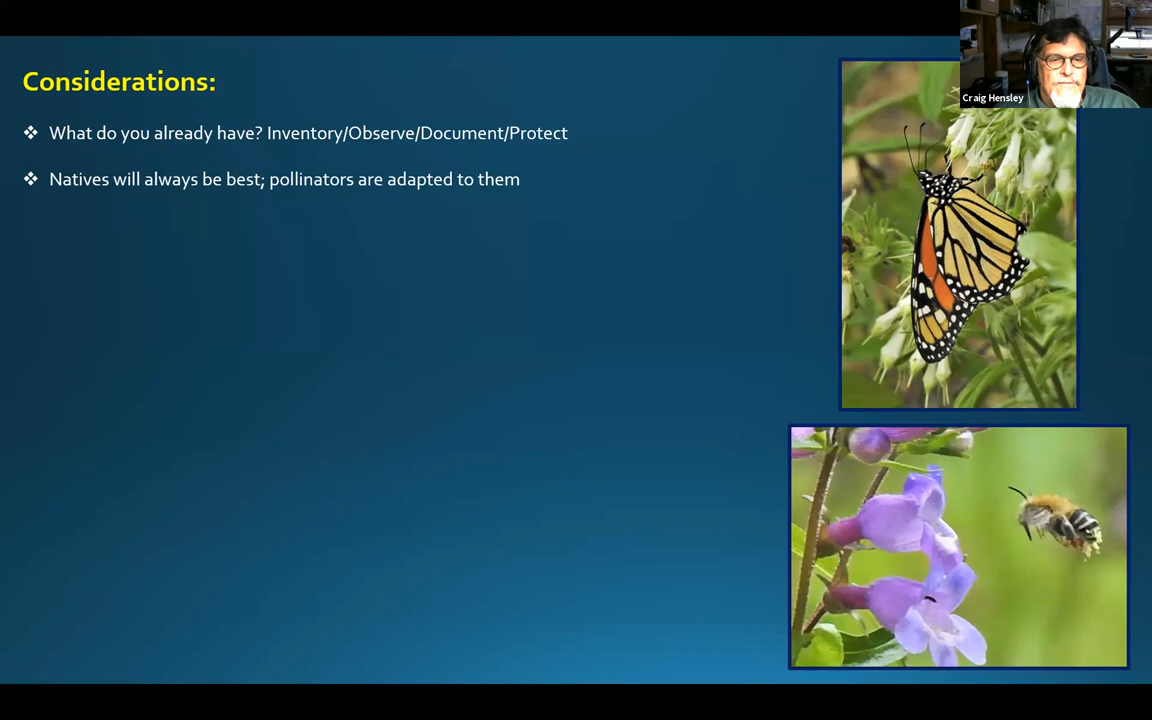 Considerations:
What do you already have? Inventory/Observe/Document/Protect
Natives will always be best; pollinators are adapted to them
Craig Hensley